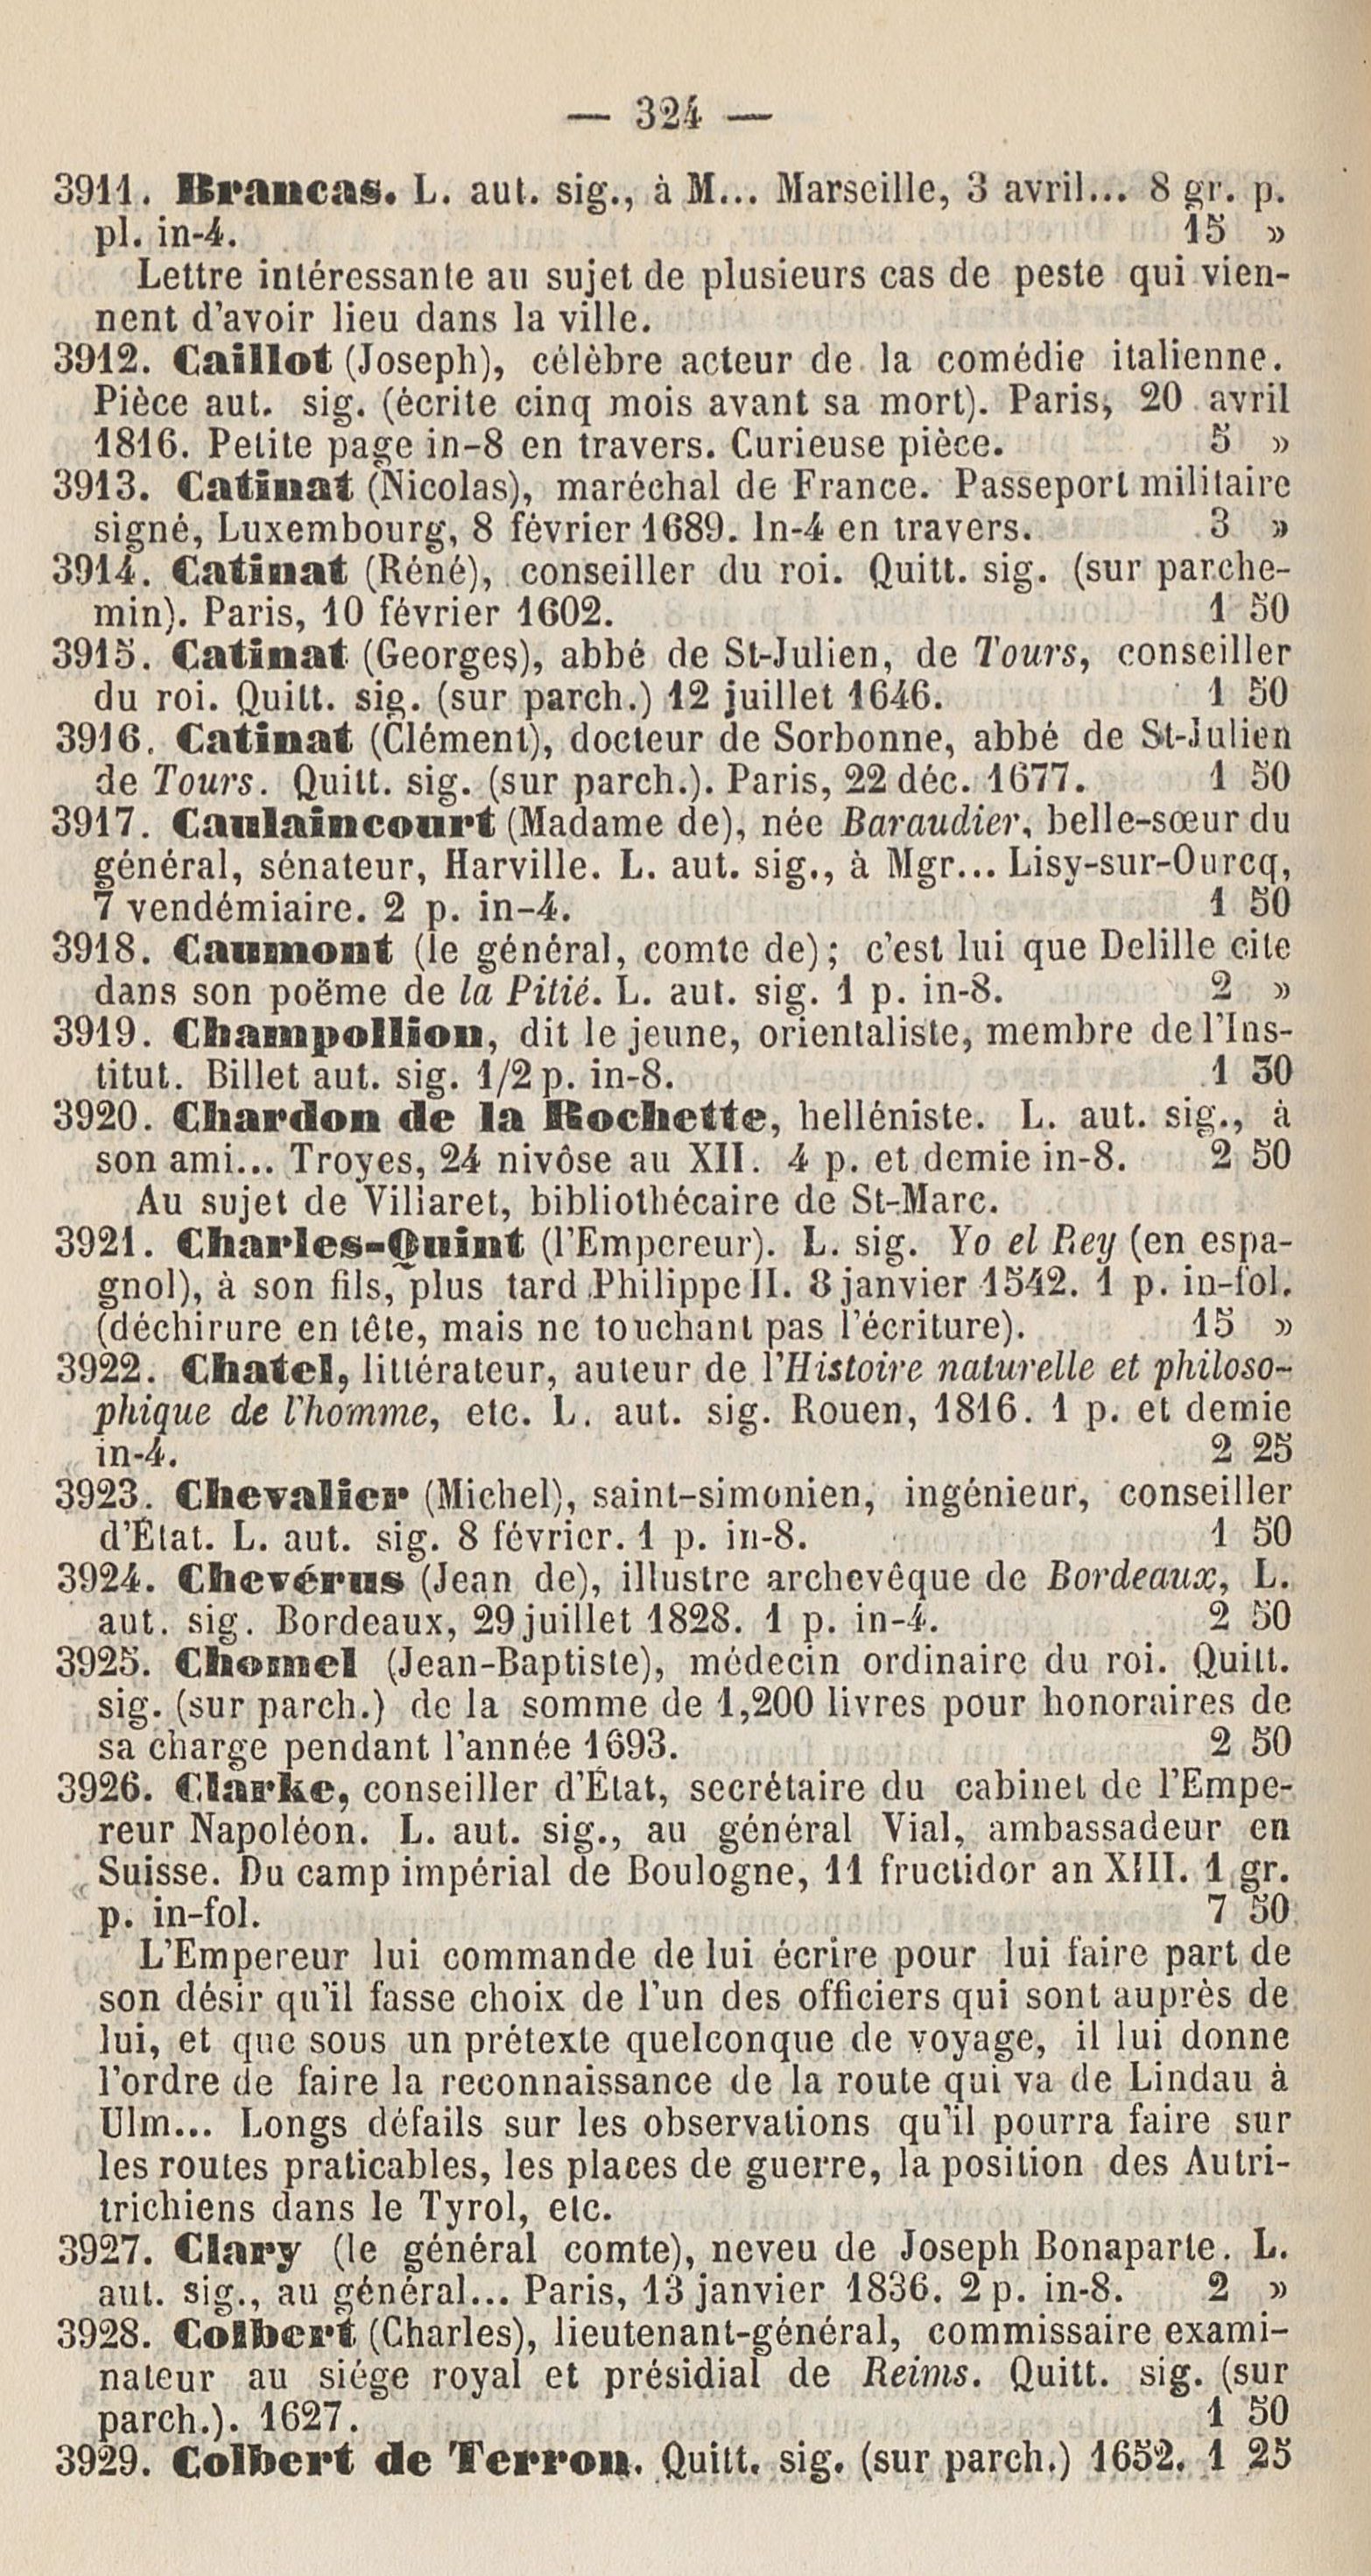 — 324 —
3911. Brancas. L. aut. sig., à M... Marseille, 3 avril... 8 gr. p.
pl. in-4. 15 »
Lettre intéressante au sujet de plusieurs cas de peste qui vien-
nent d'avoir lieu dans la ville.
3912. Caillot (Joseph), célèbre acteur de la comédie italienne.
Pièce aut. sig. (écrite cinq mois avant sa mort). Paris, 20 avril
1816. Petite page in-8 en travers. Curieuse pièce. 5 »
3913. Catinat (Nicolas), maréchal de France. Passeport militaire
signé, Luxembourg, 8 février 1689. In-4 en travers. 3 »
3914. Catinat (Réné), conseiller du roi. Quitt. sig. (sur parche-
min). Paris, 10 février 1602. 1 50
3915. Catinat (Georges), abbé de St-Julien, de Tours, conseiller
du roi. Quitt. sig. (sur parch.) 12 juillet 1646. 1 50
3916. Catinat (Clément), docteur de Sorbonne, abbé de St-Julien
de Tours. Quitt. sig. (sur parch.). Paris, 22 déc. 1677. 1 50
3917. Caulaincourt (Madame de), née Baraudier, belle-sœur du
général, sénateur, Harville. L. aut. sig., à Mgr... Lisy-sur-Ourcq,
7 vendémiaire. 2 p. in-4. 1 50
3918. Caumont (le général, comte de); c'est lui que Delille cite
dans son poëme de la Pitié. L. aut. sig. 1 p. in-8. 2 »
3919. Champollion, dit le jeune, orientaliste, membre de l'Ins-
titut. Billet aut. sig. 1/2 p. in-8. 1 50
3920. Chardon de la Rochette, helléniste. L. aut. sig., à
son ami... Troyes, 24 nivôse au XII. 4 p. et demie in-8. 2 50
Au sujet de Villaret, bibliothécaire de St-Marc.
3921. Charles-Quint (l'Empereur). L. sig. Yo el Rey (en espa-
gnol), à son fils, plus tard Philippe II. 8 janvier 1542. 1 p. in-fol.
(déchirure en tête, mais ne touchant pas l'écriture). 15 »
3922. Chatel, littérateur, auteur de l'Histoire naturelle et philoso-
phique de l'homme, etc. L. aut. sig. Rouen, 1816. 1 p. et demie
in-4. 2 25
3923. Chevalier (Michel), saint-simonien, ingénieur, conseiller
d'État. L. aut. sig. 8 février. 1 p. in-8. 1 50
3924. Chevérus (Jean de), illustre archevêque de Bordeaux, L.
aut. sig. Bordeaux, 29 juillet 1828. 1 p. in-4. 2 50
3925. Chomel (Jean-Baptiste), médecin ordinaire du roi. Quitt.
sig. (sur parch.) de la somme de 1,200 livres pour honoraires de
sa charge pendant l'année 1693. 2 50
3926. Clarke, conseiller d'État, secrétaire du cabinet de l'Empe-
reur Napoléon. L. aut. sig., au général Vial, ambassadeur en
Suisse. Du camp impérial de Boulogne, 11 fructidor an XIII. 1 gr.
p. in-fol. 7 50
L'Empereur lui commande de lui écrire pour lui faire part de
son désir qu'il fasse choix de l'un des officiers qui sont auprès de
lui, et que sous un prétexte quelconque de voyage, il lui donne
l'ordre de faire la reconnaissance de la route qui va de Lindau à
Ulm... Longs défails sur les observations qu'il pourra faire sur
les routes praticables, les places de guerre, la position des Autri-
trichiens dans le Tyrol, etc.
3927. Clary (le général comte), neveu de Joseph Bonaparte. L.
aut. sig., au général... Paris, 13 janvier 1836. 2 p. in-8. 2 »
3928. Colbert (Charles), lieutenant-général, commissaire exami-
nateur au siége royal et présidial de Reims. Quitt. sig. (sur
parch.). 1627. 1 50
3929. Colbert de Terron. Quitt. sig. (sur parch.) 1652. 1 25